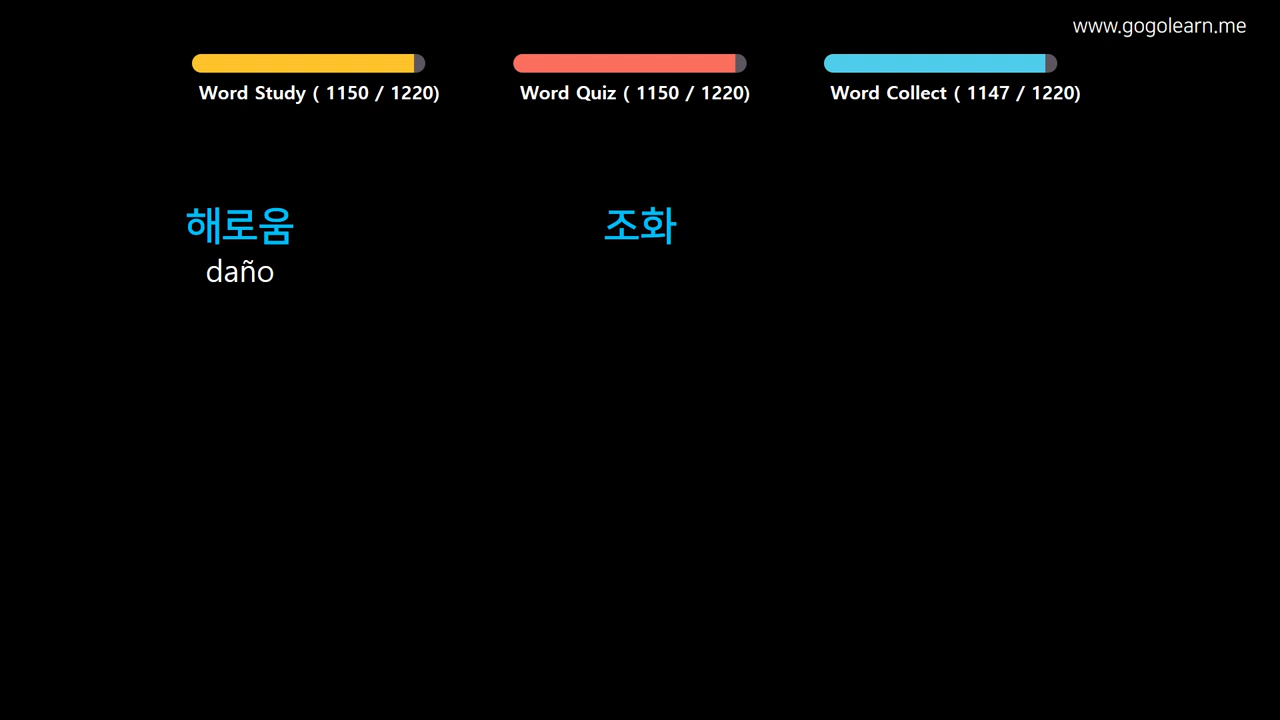 www.gogolearn.me
Word Study ( 1150 / 1220)
Word Quiz ( 1150 / 1220)
Word Collect ( 1147 / 1220)
해로움
daño
조화